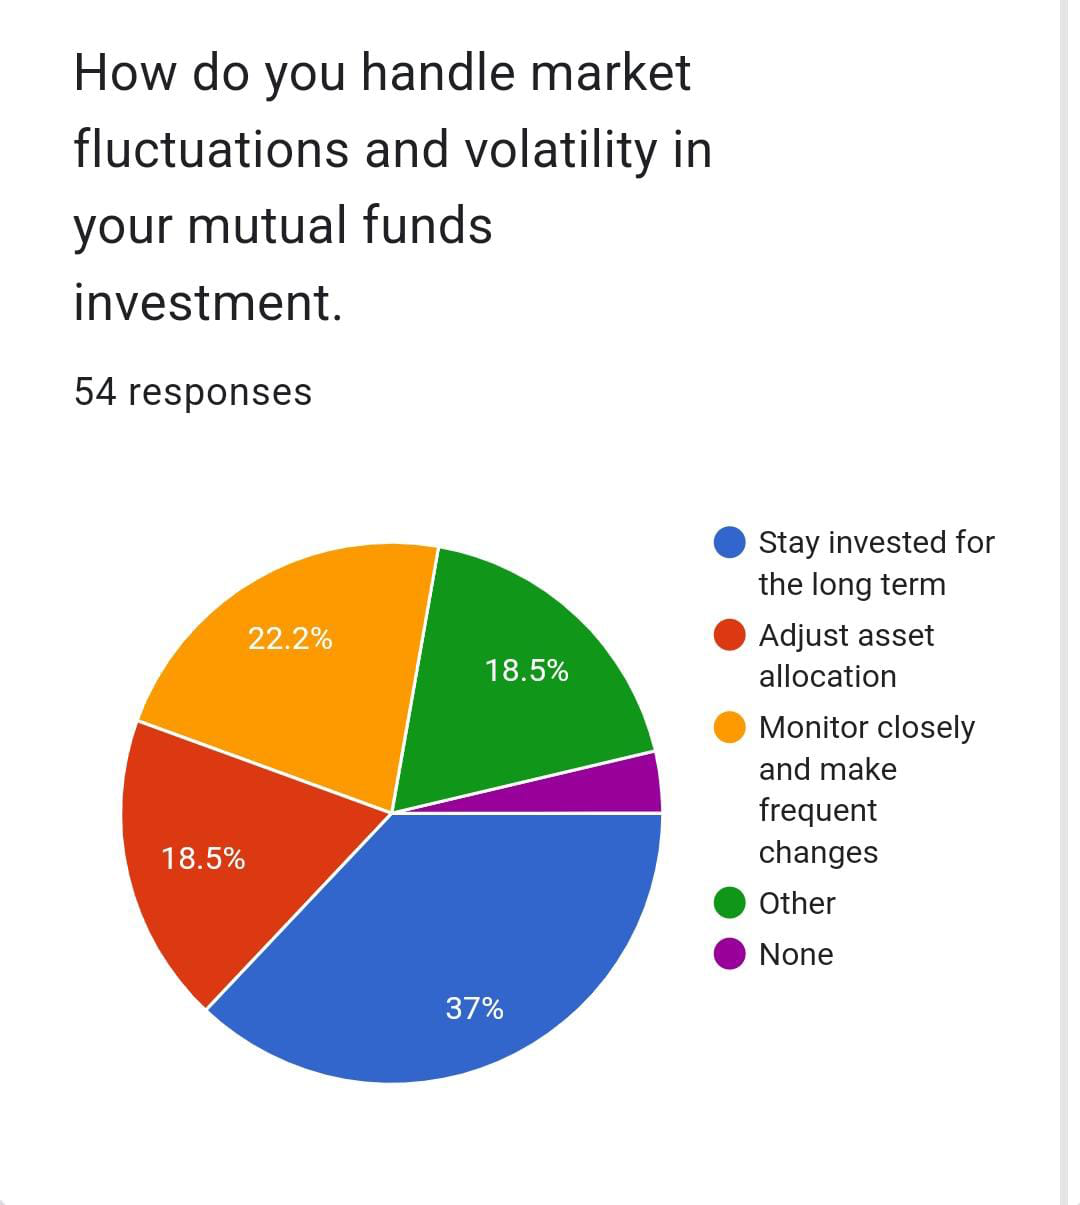 How do you handle market
fluctuations and volatility in
your mutual funds
investment.
54 responses
22.2%
18.5%
18.5%
37%
Stay invested for
the long term
Adjust asset
allocation
Monitor closely
and make
frequent
changes
Other
None